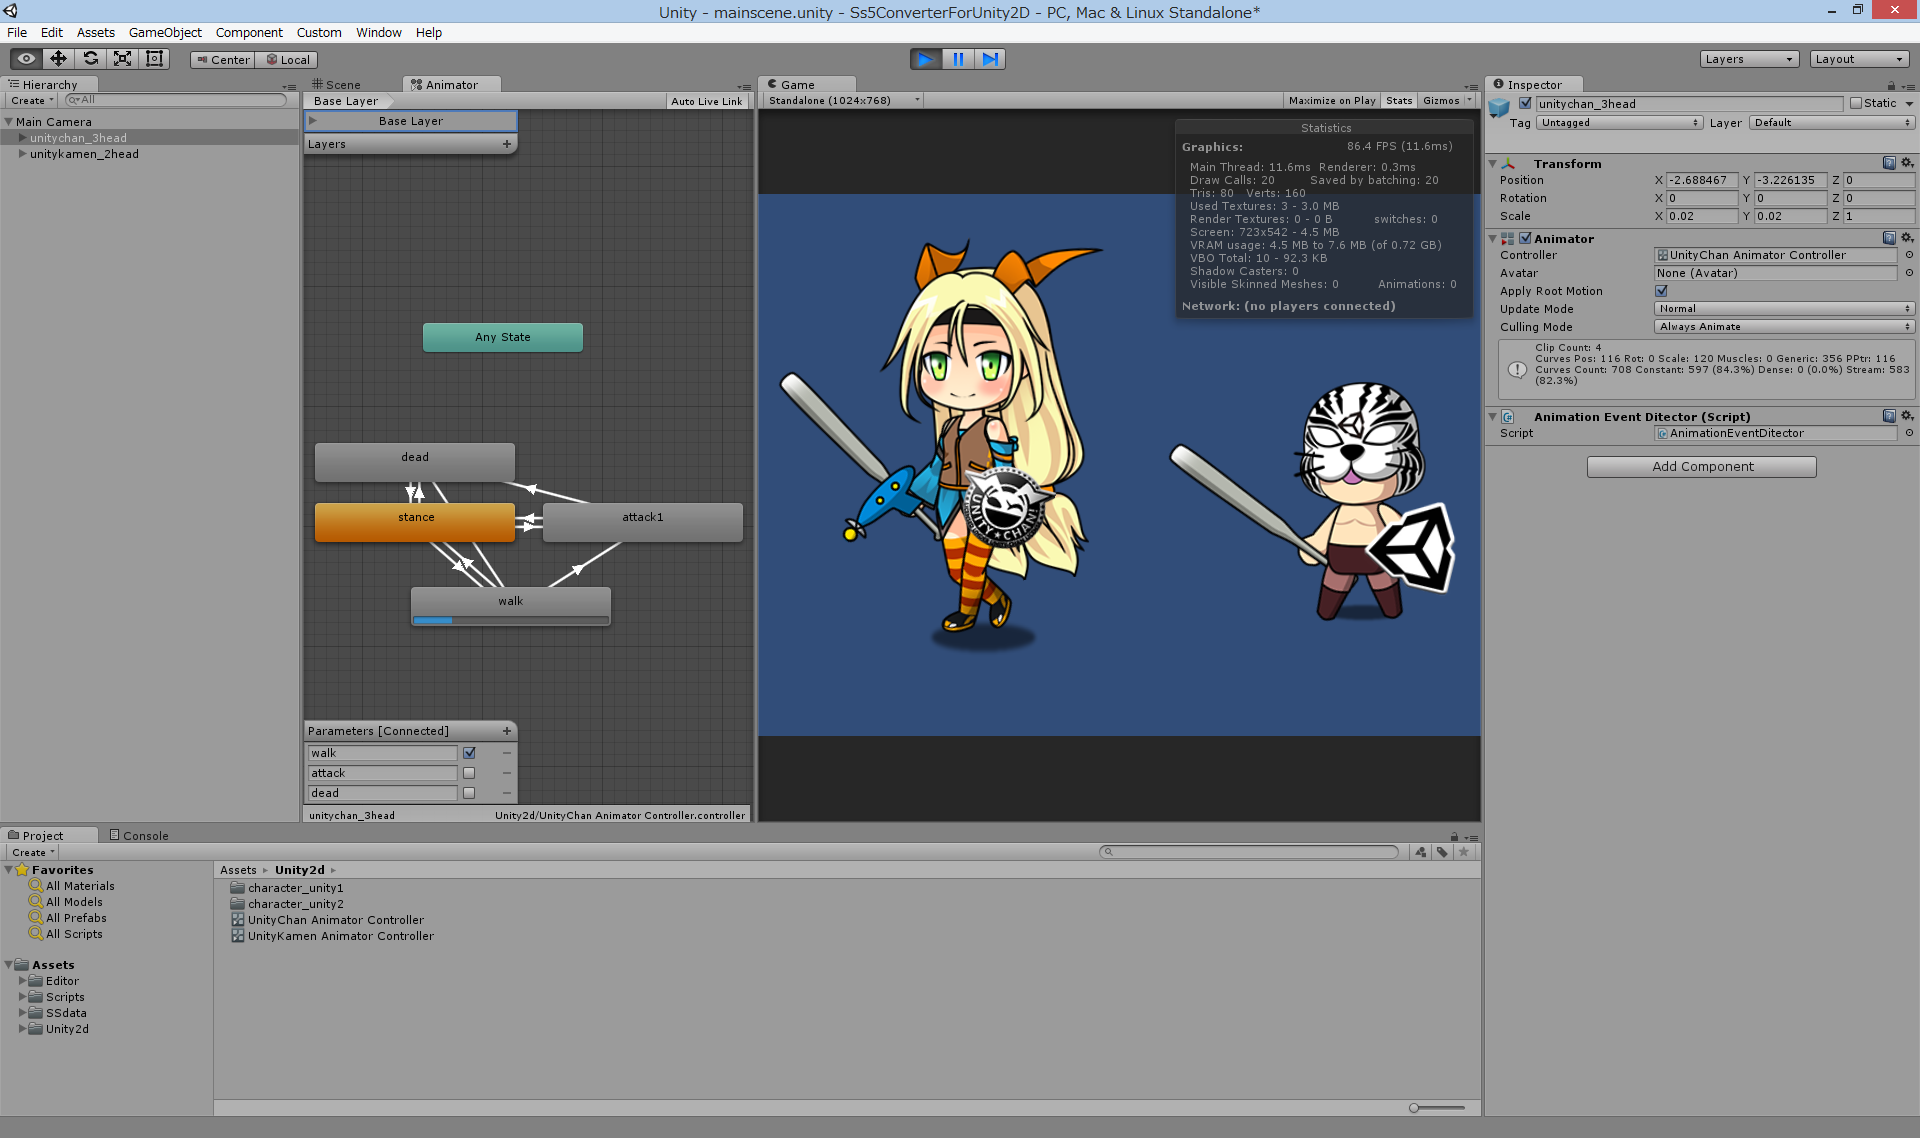 Unity - mainscene.unity - Ss5ConverterForUnity2D - PC, Mac & Linux Standalone*
File Edit Assets GameObject Component Custom Window Help
Center Local
Layers Layout
Hierarchy
Create All
Main Camera
unitychan_3head
unitykamen_2head
Scene Animator
Base Layer Auto Live Link
Base Layer
Layers
Any State
dead
stance
attack1
walk
Parameters [Connected]
walk
attack
dead
unitychan_3head Unity2d/UnityChan Animator Controller.controller
Game
Standalone (1024x768) Maximize on Play Stats Gizmos
Statistics
Graphics: 86.4 FPS (11.6ms)
Main Thread: 11.6ms Renderer: 0.3ms
Draw Calls: 20 Saved by batching: 20
Tris: 80 Verts: 160
Used Textures: 3 - 3.0 MB
Render Textures: 0 - 0 B switches: 0
Screen: 723x542 - 4.5 MB
VRAM usage: 4.5 MB to 7.6 MB (of 0.72 GB)
VBO Total: 10 - 92.3 KB
Shadow Casters: 0
Visible Skinned Meshes: 0 Animations: 0
Network: (no players connected)
UNITY★CHAN!
Inspector
unitychan_3head Static
Tag Untagged Layer Default
Transform
Position X -2.688467 Y -3.226135 Z 0
Rotation X 0 Y 0 Z 0
Scale X 0.02 Y 0.02 Z 1
Animator
Controller UnityChan Animator Controller
Avatar None (Avatar)
Apply Root Motion
Update Mode Normal
Culling Mode Always Animate
Clip Count: 4
Curves Pos: 116 Rot: 0 Scale: 120 Muscles: 0 Generic: 356 PPtr: 116
Curves Count: 708 Constant: 597 (84.3%) Dense: 0 (0.0%) Stream: 583
(82.3%)
Animation Event Ditector (Script)
Script AnimationEventDitector
Add Component
Project Console
Create
Favorites
All Materials
All Models
All Prefabs
All Scripts
Assets
Editor
Scripts
SSdata
Unity2d
Assets Unity2d
character_unity1
character_unity2
UnityChan Animator Controller
UnityKamen Animator Controller